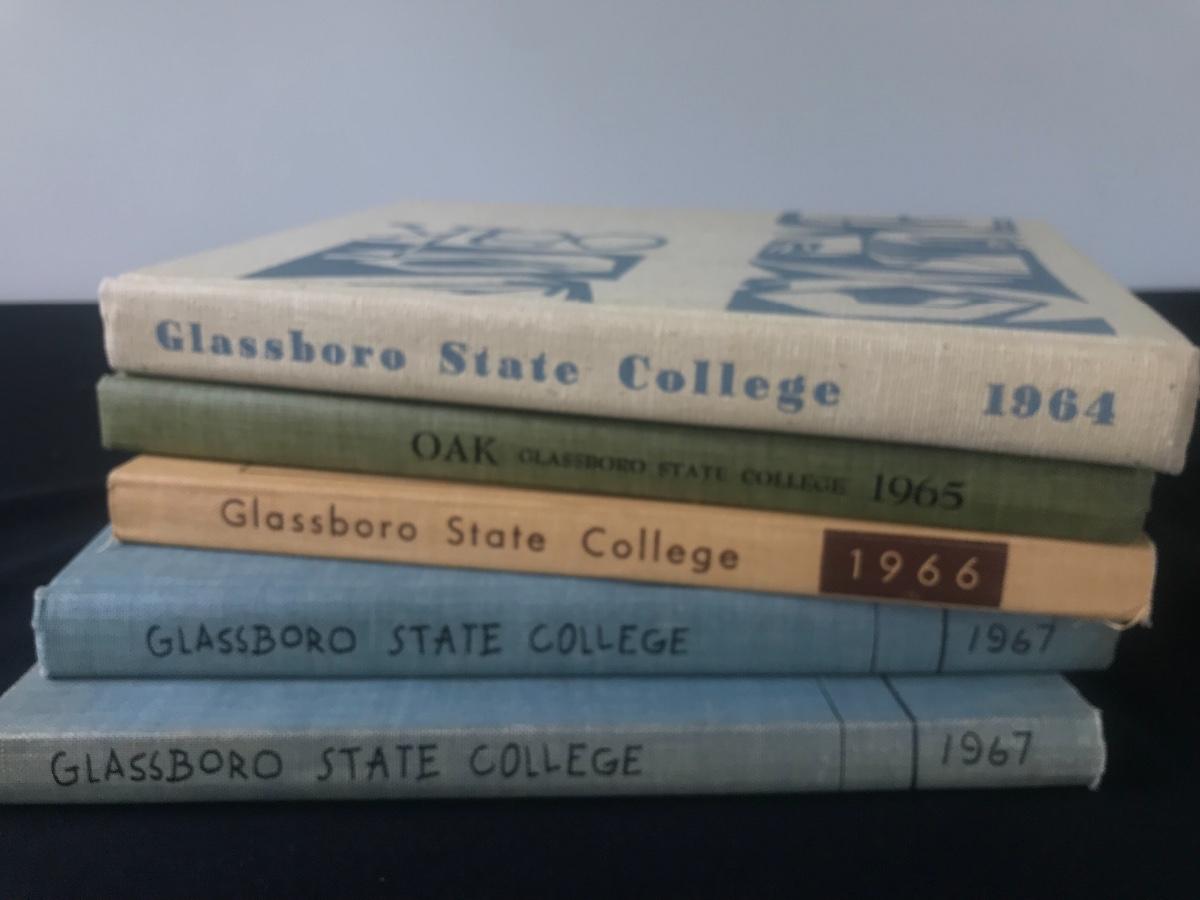 Glassboro State College 1964
OAK GLASSBORO STATE COLLEGE 1965
Glassboro State College 1966
GLASSBORO STATE COLLEGE 1967
GLASSBORO STATE COLLEGE 1967